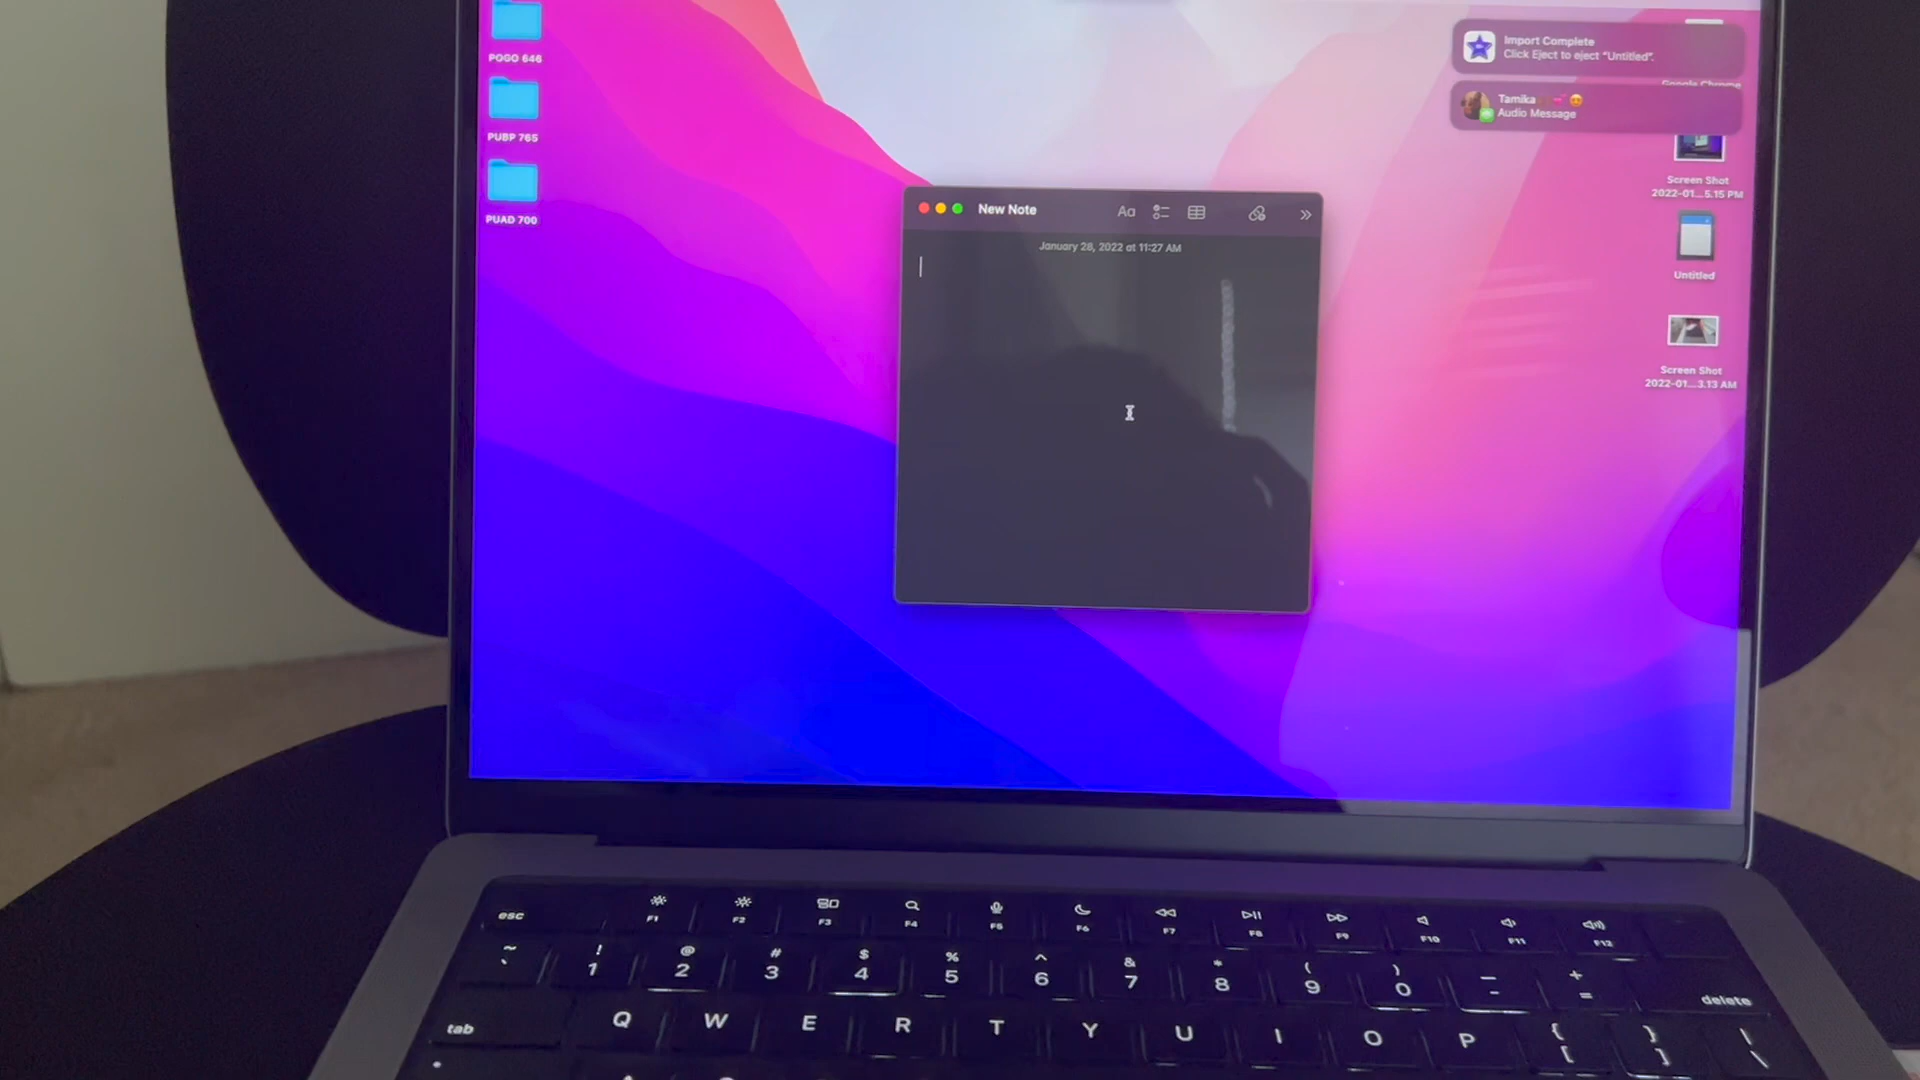 POGO 646
PUBP 765
PUAD 700
Import Complete
Click Eject to eject "Untitled".
Google Chrome
Tamika
Audio Message
Screen Shot
2022-01...5.15 PM
Untitled
Screen Shot
2022-01...3.13 AM
New Note
Aa
January 28, 2022 at 11:27 AM
esc
F1
F2
F3
F4
F5
F6
F7
F8
F9
F10
F11
F12
~ `
! 1
@ 2
# 3
$ 4
% 5
^ 6
& 7
* 8
( 9
) 0
_ -
+ =
delete
tab
Q W E R T Y U I O P { [ } ] | \